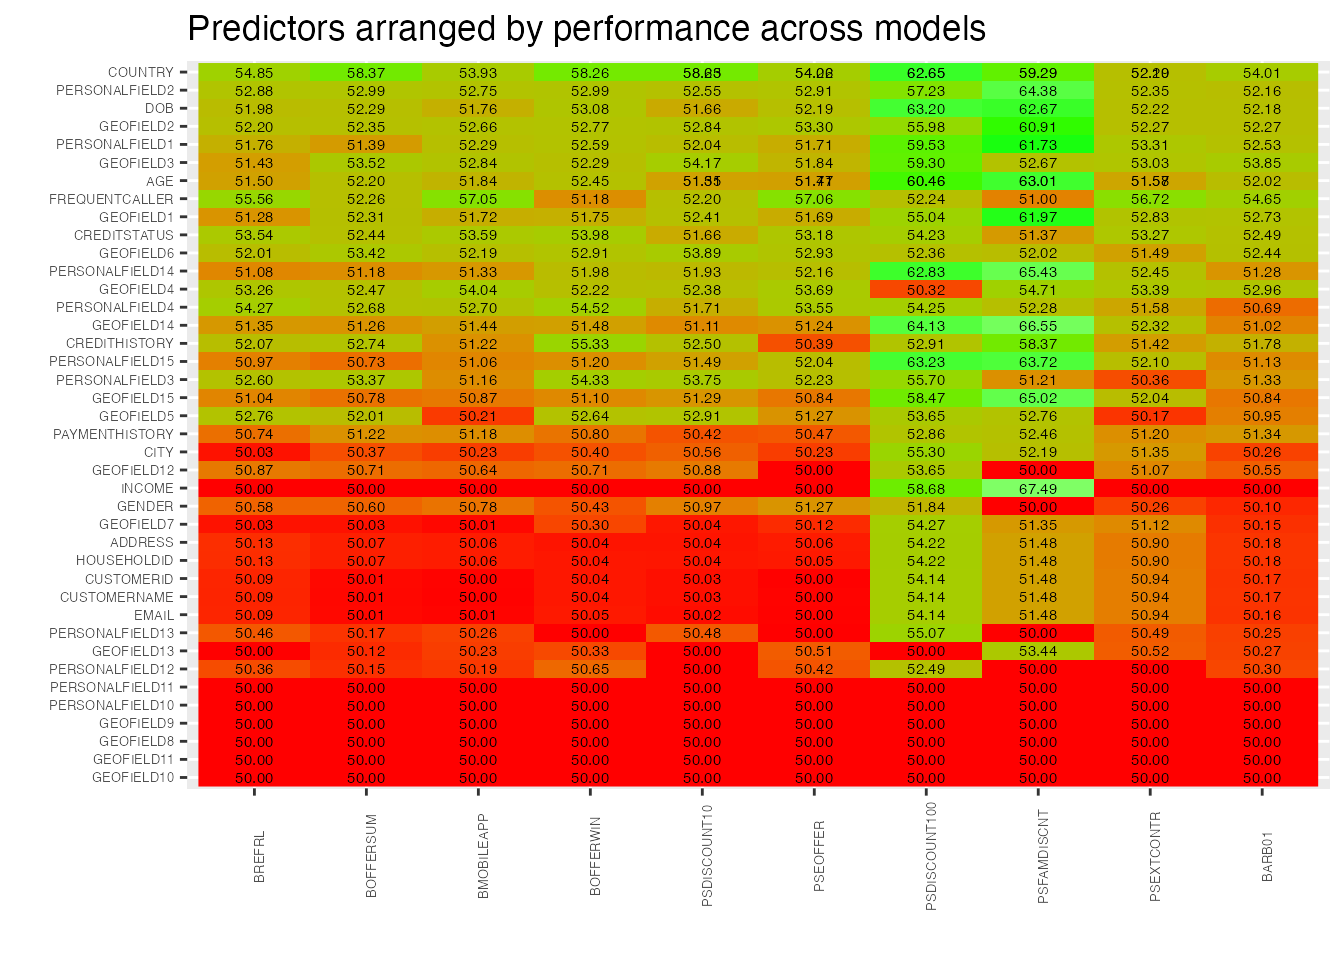 Predictors arranged by performance across models
COUNTRY 54.85 58.37 53.93 58.26 62.65 59.29 54.01
PERSONALFIELD2 52.88 52.99 52.75 52.99 52.55 52.91 57.23 64.38 52.35 52.16
DOB 51.98 52.29 51.76 53.08 51.66 52.19 63.20 62.67 52.22 52.18
GEOFIELD2 52.20 52.35 52.66 52.77 52.84 53.30 55.98 60.91 52.27 52.27
PERSONALFIELD1 51.76 51.39 52.29 52.59 52.04 51.71 59.53 61.73 53.31 52.53
GEOFIELD3 51.43 53.52 52.84 52.29 54.17 51.84 59.30 52.67 53.03 53.85
AGE 51.50 52.20 51.84 52.45 60.46 63.01 52.02
FREQUENTCALLER 55.56 52.26 57.05 51.18 52.20 57.06 52.24 51.00 56.72 54.65
GEOFIELD1 51.28 52.31 51.72 51.75 52.41 51.69 55.04 61.97 52.83 52.73
CREDITSTATUS 53.54 52.44 53.59 53.98 51.66 53.18 54.23 51.37 53.27 52.49
GEOFIELD6 52.01 53.42 52.19 52.91 53.89 52.93 52.36 52.02 51.49 52.44
PERSONALFIELD14 51.08 51.18 51.33 51.98 51.93 52.16 62.83 65.43 52.45 51.28
GEOFIELD4 53.26 52.47 54.04 52.22 52.38 53.69 50.32 54.71 53.39 52.96
PERSONALFIELD4 54.27 52.68 52.70 54.52 51.71 53.55 54.25 52.28 51.58 50.69
GEOFIELD14 51.35 51.26 51.44 51.48 51.11 51.24 64.13 66.55 52.32 51.02
CREDITHISTORY 52.07 52.74 51.22 55.33 52.50 50.39 52.91 58.37 51.42 51.78
PERSONALFIELD15 50.97 50.73 51.06 51.20 51.49 52.04 63.23 63.72 52.10 51.13
PERSONALFIELD3 52.60 53.37 51.16 54.33 53.75 52.23 55.70 51.21 50.36 51.33
GEOFIELD15 51.04 50.78 50.87 51.10 51.29 50.84 58.47 65.02 52.04 50.84
GEOFIELD5 52.76 52.01 50.21 52.64 52.91 51.27 53.65 52.76 50.17 50.95
PAYMENTHISTORY 50.74 51.22 51.18 50.80 50.42 50.47 52.86 52.46 51.20 51.34
CITY 50.03 50.37 50.23 50.40 50.56 50.23 55.30 52.19 51.35 50.26
GEOFIELD12 50.87 50.71 50.64 50.71 50.88 50.00 53.65 50.00 51.07 50.55
INCOME 50.00 50.00 50.00 50.00 50.00 50.00 58.68 67.49 50.00 50.00
GENDER 50.58 50.60 50.78 50.43 50.97 51.27 51.84 50.00 50.26 50.10
GEOFIELD7 50.03 50.03 50.01 50.30 50.04 50.12 54.27 51.35 51.12 50.15
ADDRESS 50.13 50.07 50.06 50.04 50.04 50.06 54.22 51.48 50.90 50.18
HOUSEHOLDID 50.13 50.07 50.06 50.04 50.04 50.05 54.22 51.48 50.90 50.18
CUSTOMERID 50.09 50.01 50.00 50.04 50.03 50.00 54.14 51.48 50.94 50.17
CUSTOMERNAME 50.09 50.01 50.00 50.04 50.03 50.00 54.14 51.48 50.94 50.17
EMAIL 50.09 50.01 50.01 50.05 50.02 50.00 54.14 51.48 50.94 50.16
PERSONALFIELD13 50.46 50.17 50.26 50.00 50.48 50.00 55.07 50.00 50.49 50.25
GEOFIELD13 50.00 50.12 50.23 50.33 50.00 50.51 50.00 53.44 50.52 50.27
PERSONALFIELD12 50.36 50.15 50.19 50.65 50.00 50.42 52.49 50.00 50.00 50.30
PERSONALFIELD11 50.00 50.00 50.00 50.00 50.00 50.00 50.00 50.00 50.00 50.00
PERSONALFIELD10 50.00 50.00 50.00 50.00 50.00 50.00 50.00 50.00 50.00 50.00
GEOFIELD9 50.00 50.00 50.00 50.00 50.00 50.00 50.00 50.00 50.00 50.00
GEOFIELD8 50.00 50.00 50.00 50.00 50.00 50.00 50.00 50.00 50.00 50.00
GEOFIELD11 50.00 50.00 50.00 50.00 50.00 50.00 50.00 50.00 50.00 50.00
GEOFIELD10 50.00 50.00 50.00 50.00 50.00 50.00 50.00 50.00 50.00 50.00
BREFRL
BOFFERSUM
BMOBILEAPP
BOFFERWIN
PSDISCOUNT10
PSEOFFER
PSDISCOUNT100
PSFAMDISCNT
PSEXTCONTR
BARB01